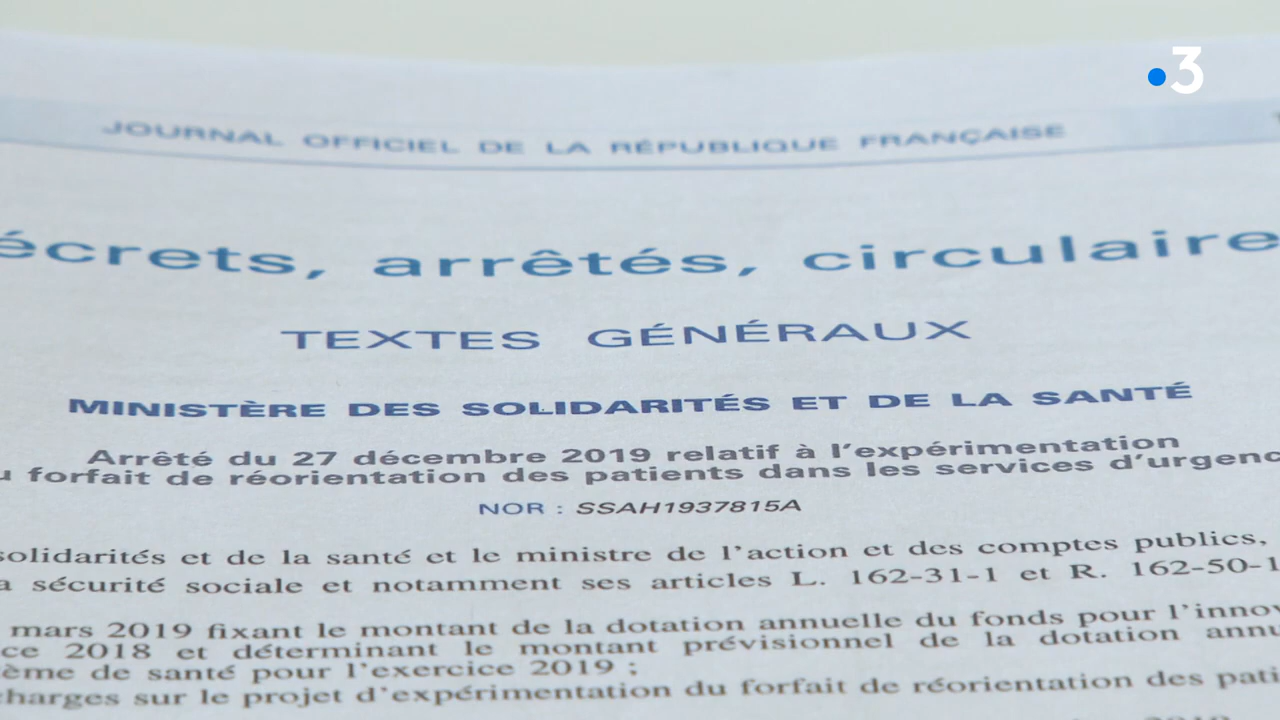 3
JOURNAL OFFICIEL DE LA RÉPUBLIQUE FRANÇAISE
écrets, arrêtés, circulaire
TEXTES GÉNÉRAUX
MINISTÈRE DES SOLIDARITÉS ET DE LA SANTÉ
Arrêté du 27 décembre 2019 relatif à l'expérimentation
u forfait de réorientation des patients dans les services d'urgenc
NOR : SSAH1937815A
solidarités et de la santé et le ministre de l'action et des comptes publics,
a sécurité sociale et notamment ses articles L. 162-31-1 et R. 162-50-1
mars 2019 fixant le montant de la dotation annuelle du fonds pour l'innov
ce 2018 et déterminant le montant prévisionnel de la dotation annu
ème de santé pour l'exercice 2019 ;
charges sur le projet d'expérimentation du forfait de réorientation des pati